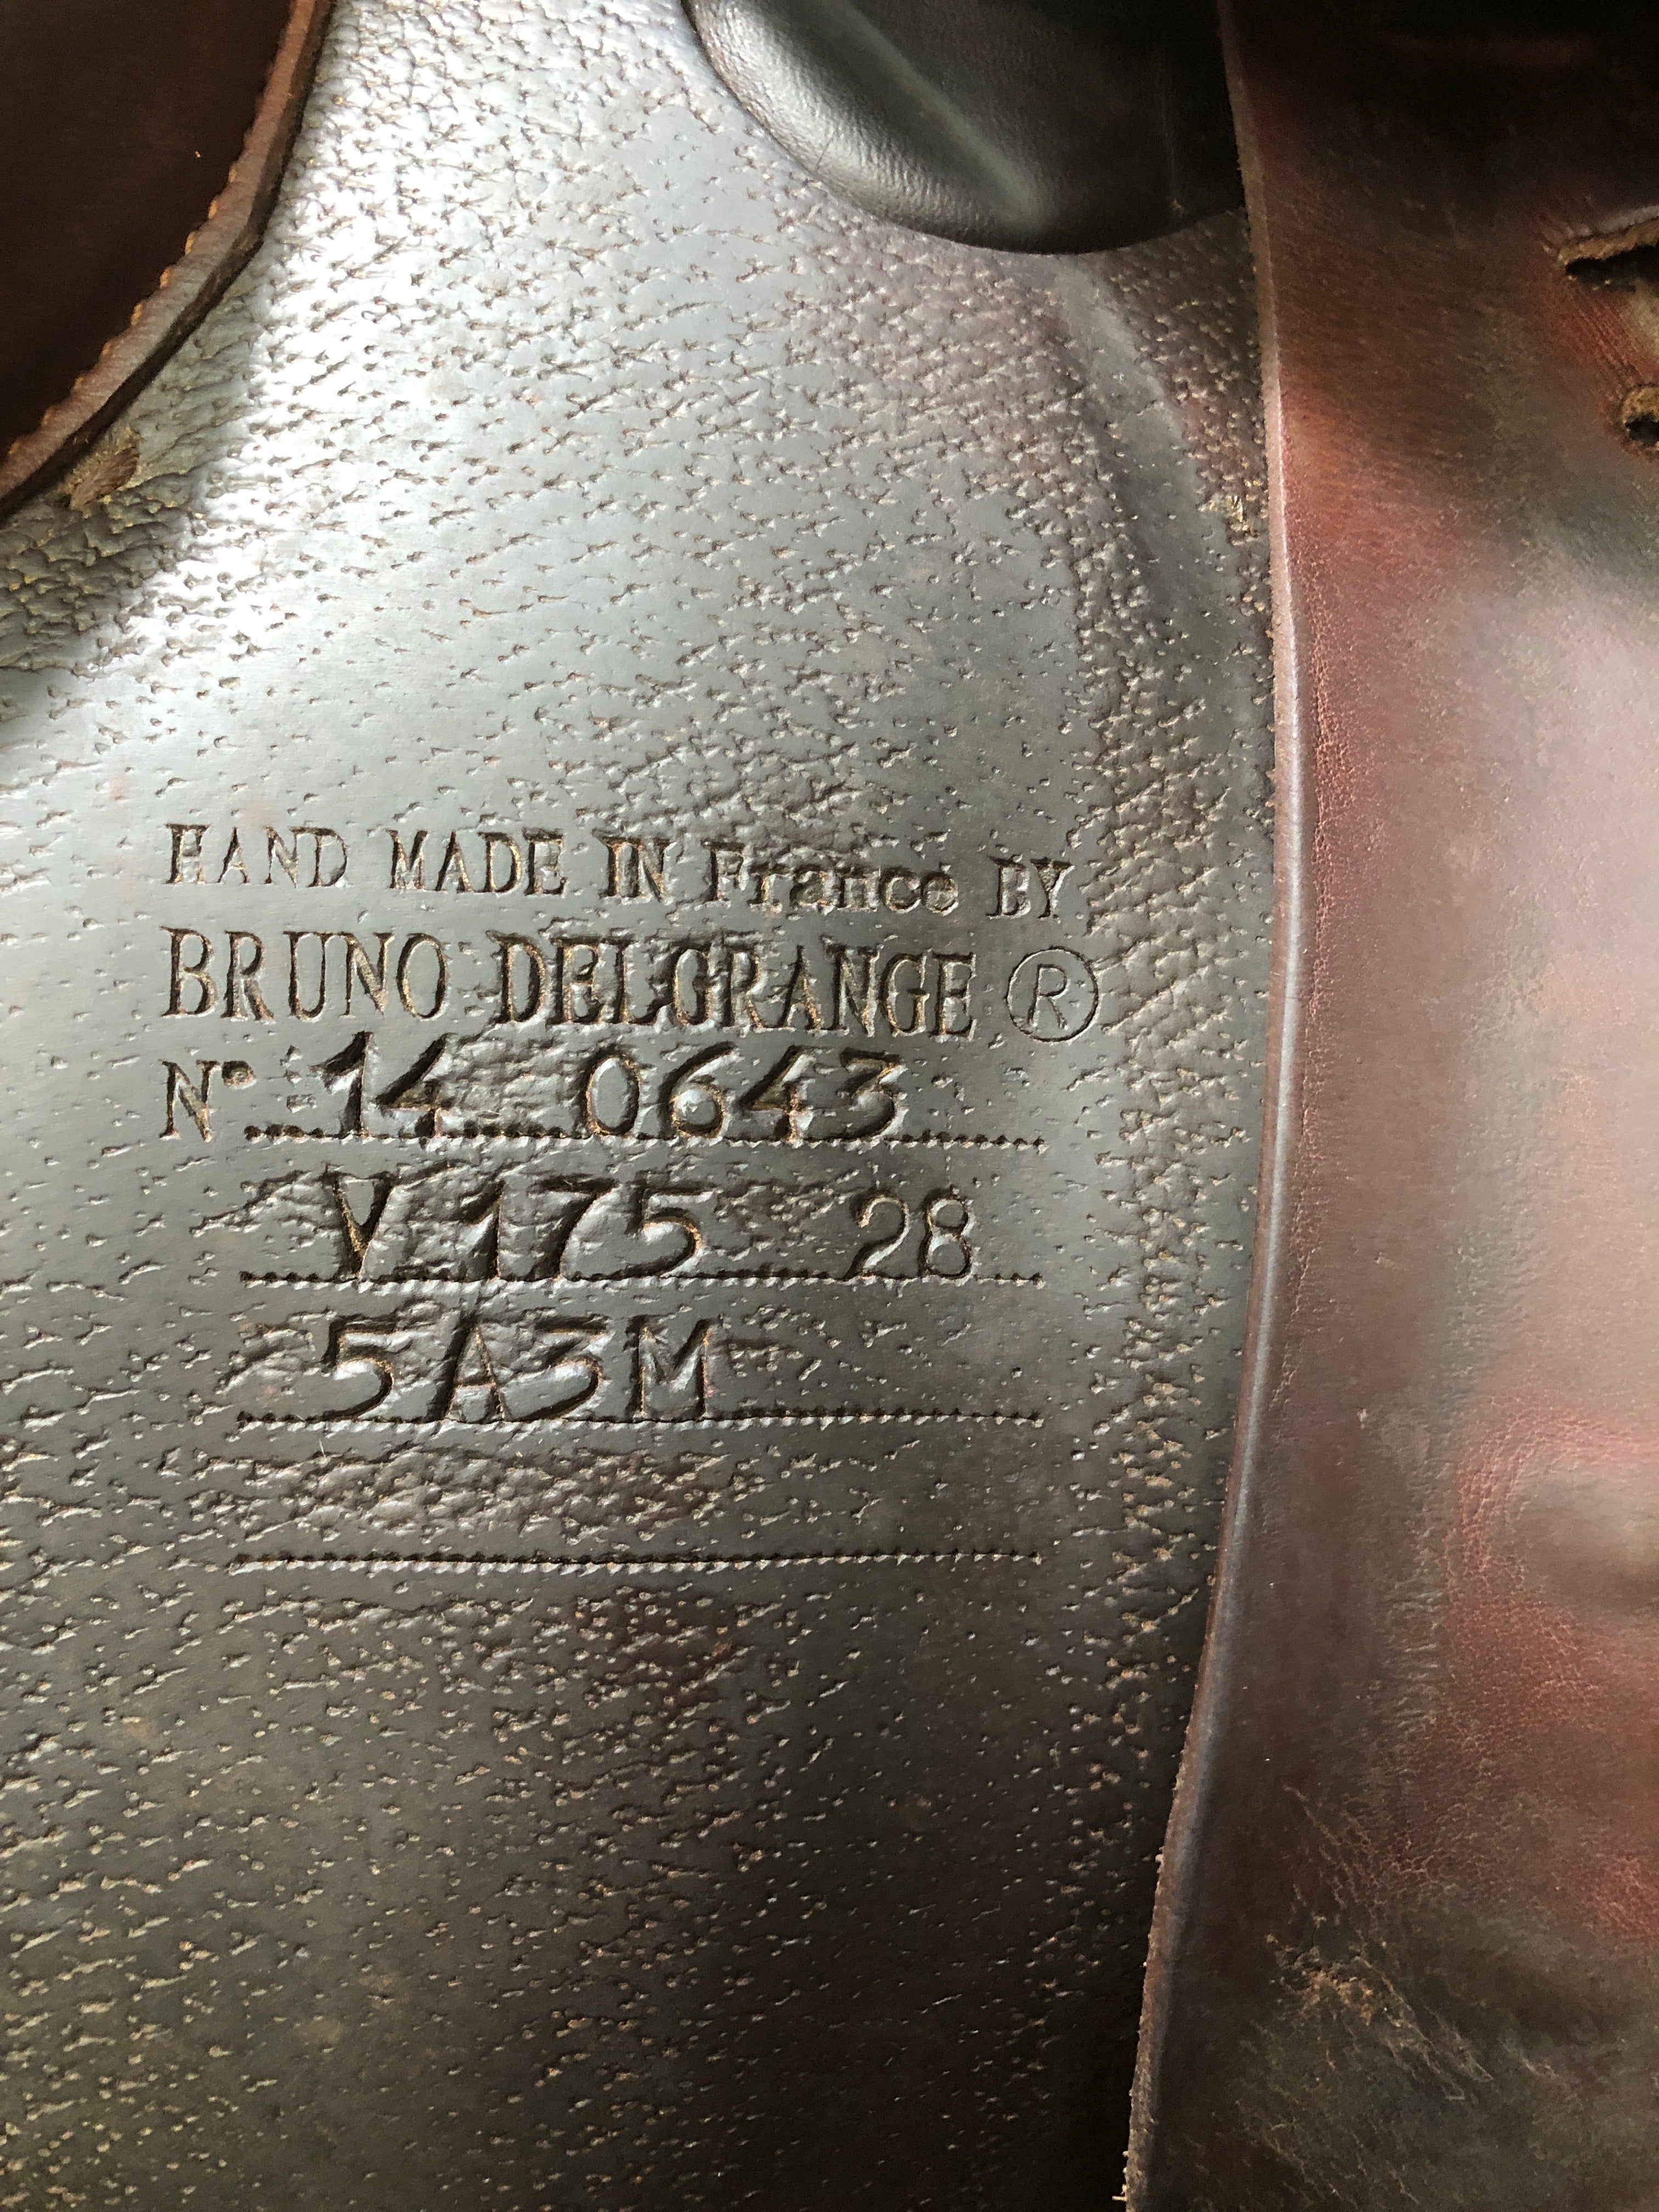 HAND MADE IN France BY
BRUNO DELGRANGE ®
N° 14 0643
V 175 28
5A3M